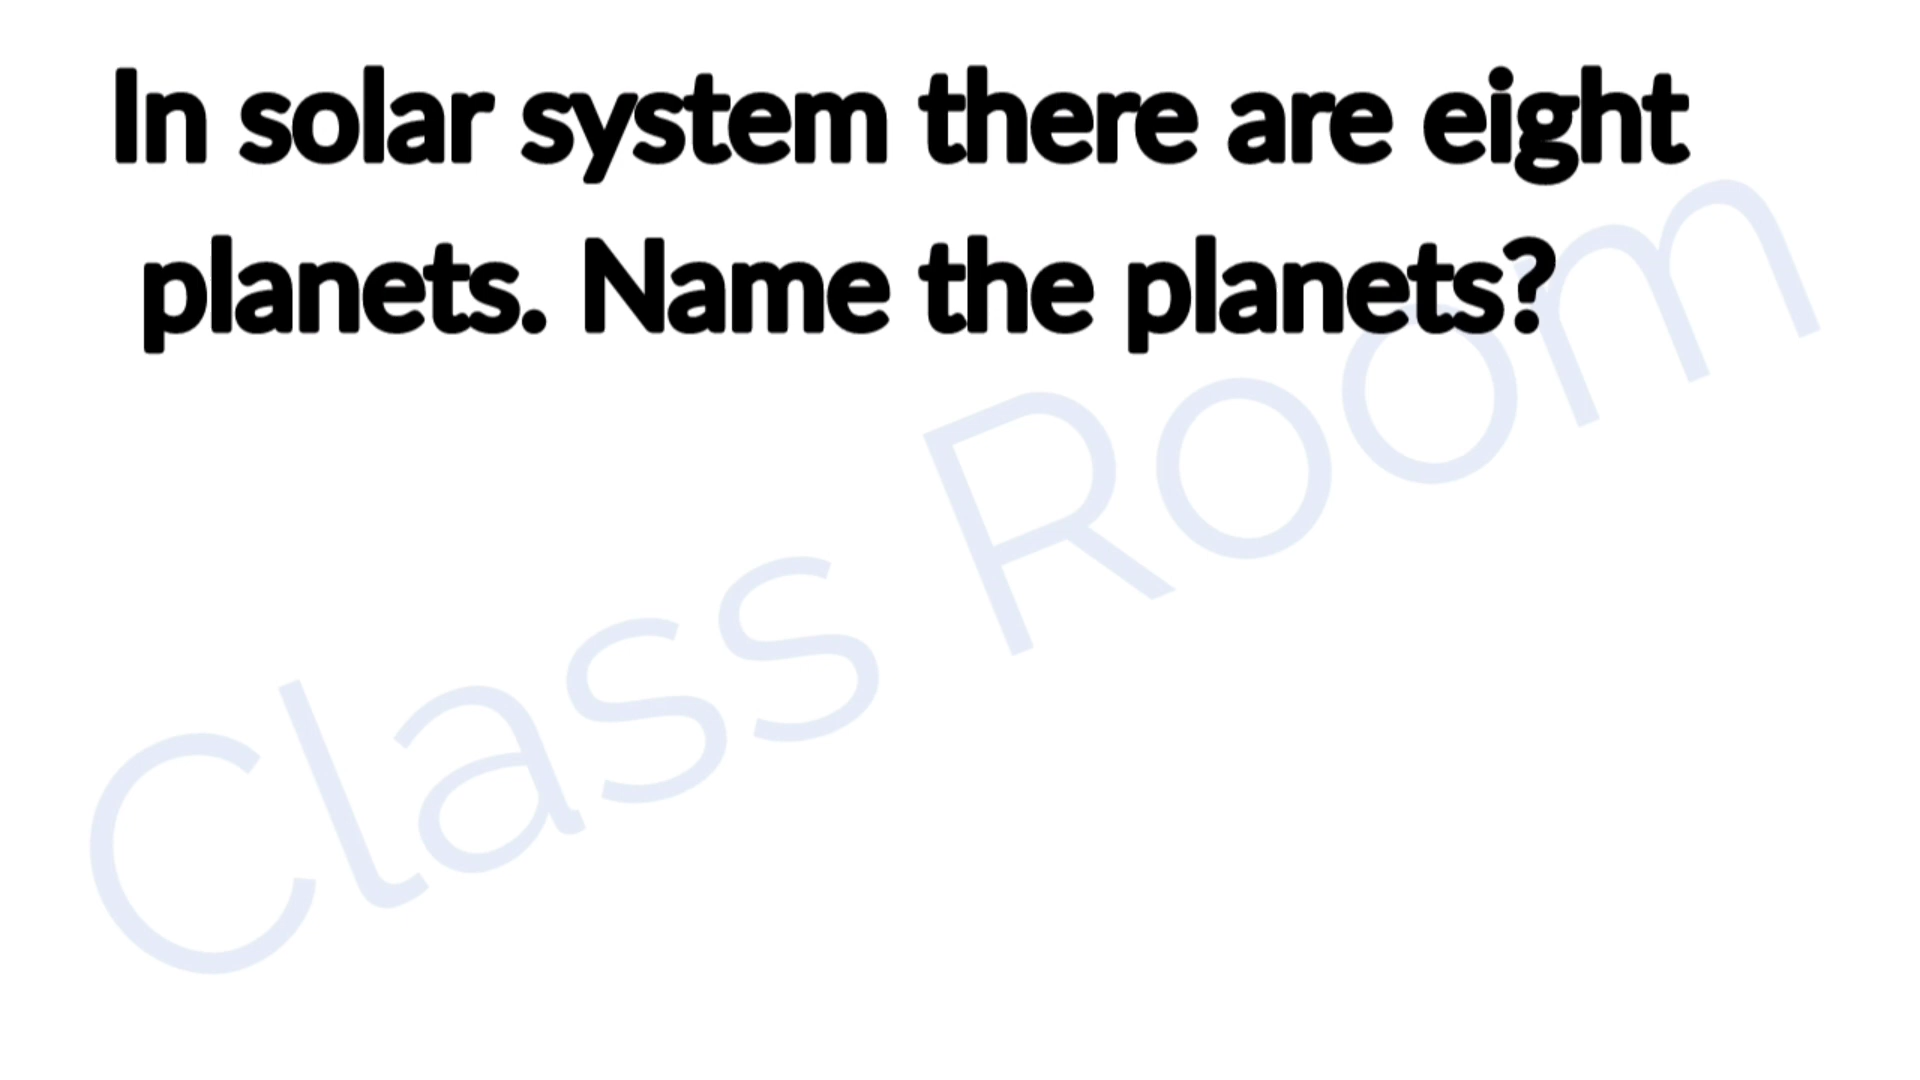 In solar system there are eight
planets. Name the planets?
Class Room